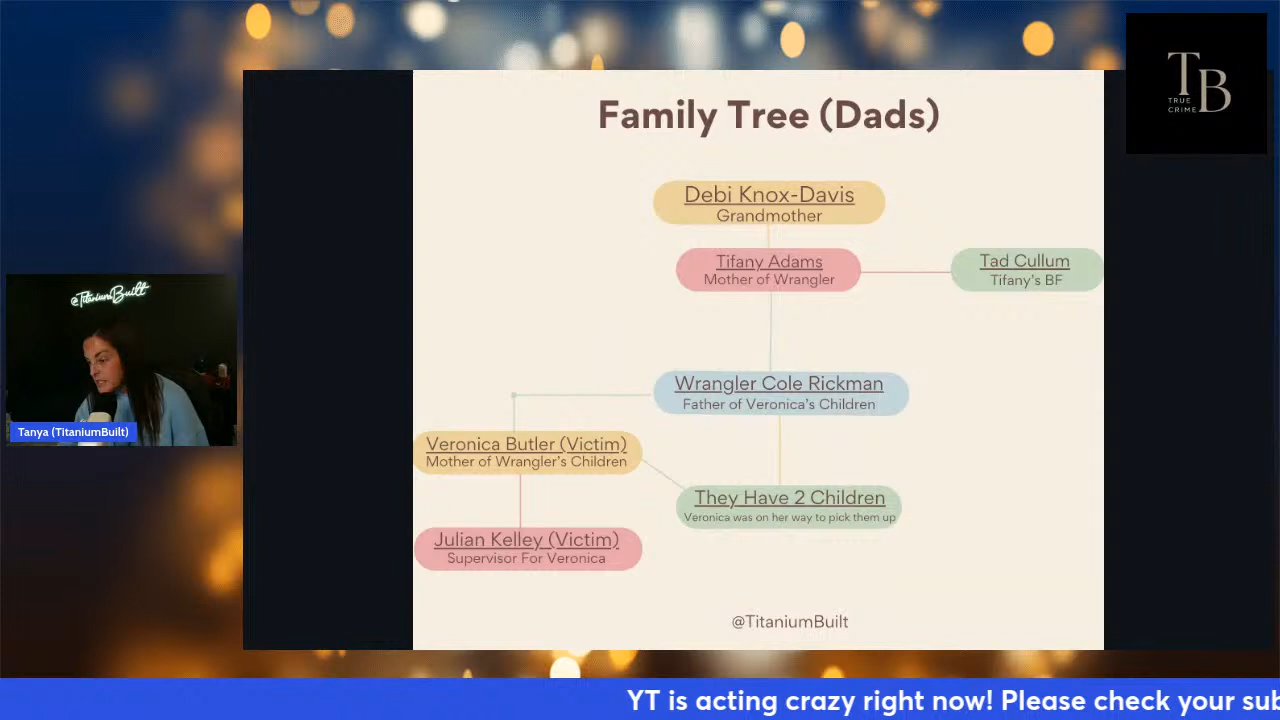 TB
TRUE
CRIME
Family Tree (Dads)
Debi Knox-Davis
Grandmother
Tifany Adams
Mother of Wrangler
Tad Cullum
Tifany's BF
Wrangler Cole Rickman
Father of Veronica's Children
Veronica Butler (Victim)
Mother of Wrangler's Children
They Have 2 Children
Veronica was on her way to pick them up
Julian Kelley (Victim)
Supervisor For Veronica
@TitaniumBuilt
@TitaniumBuilt
Tanya (TitaniumBuilt)
YT is acting crazy right now! Please check your sub